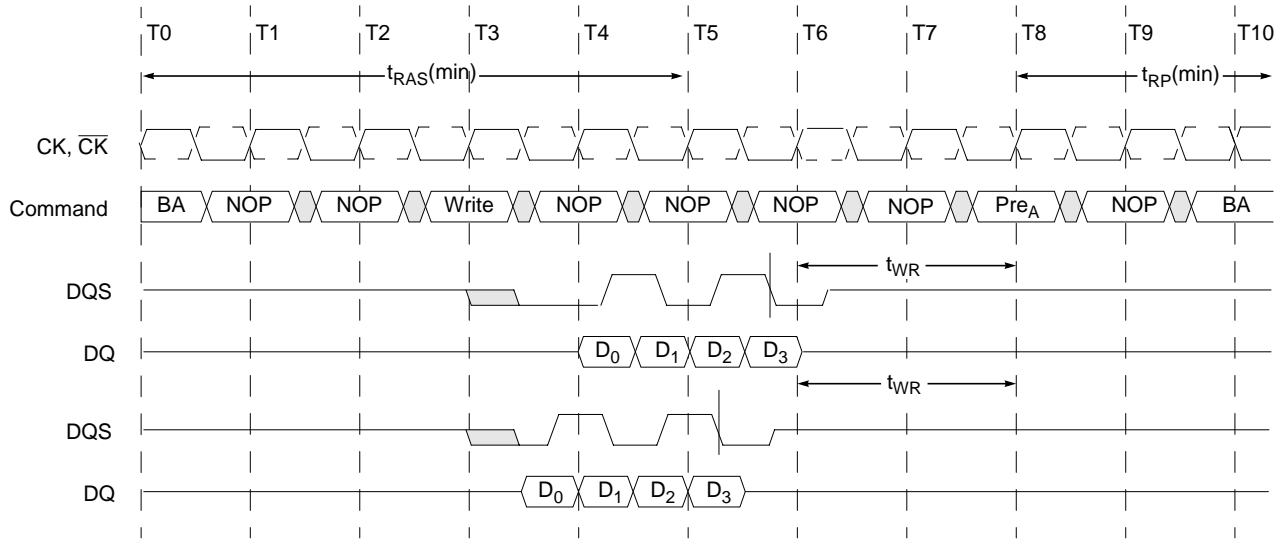 T0 T1 T2 T3 T4 T5 T6 T7 T8 T9 T10
tRAS(min) tRP(min)
CK, C̅K̅
Command BA NOP NOP Write NOP NOP NOP NOP PreA NOP BA
tWR
DQS
DQ D0 D1 D2 D3
tWR
DQS
DQ D0 D1 D2 D3